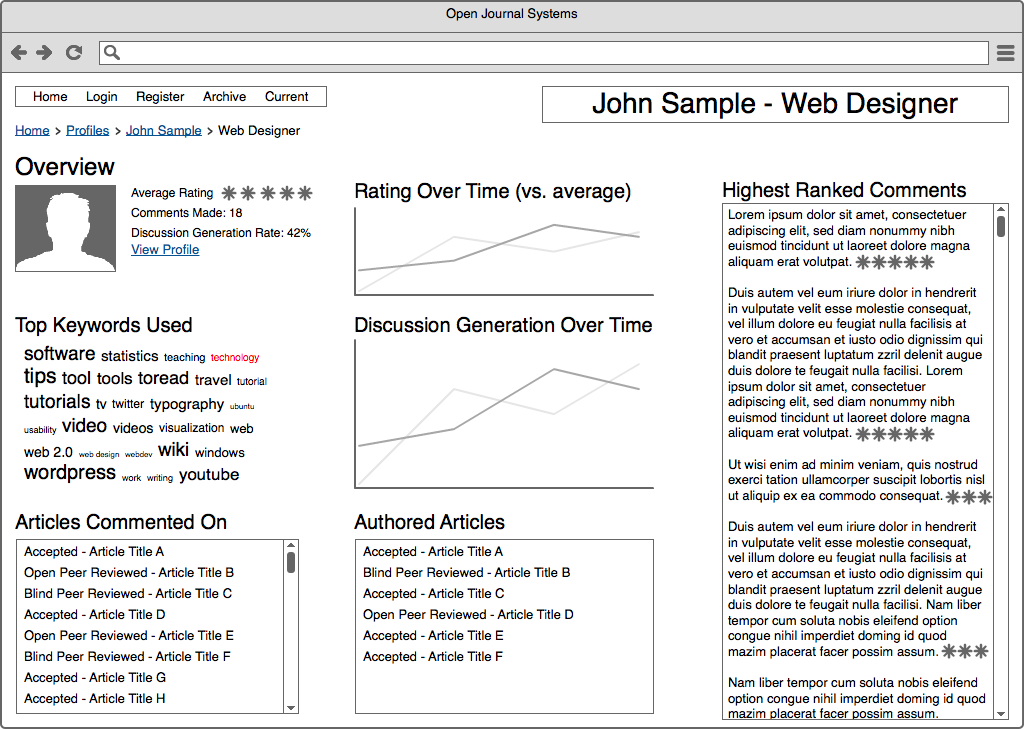 Open Journal Systems
Home Login Register Archive Current
John Sample - Web Designer
Home > Profiles > John Sample > Web Designer
Overview
Average Rating
Comments Made: 18
Discussion Generation Rate: 42%
View Profile
Top Keywords Used
software statistics teaching technology
tips tool tools toread travel tutorial
tutorials tv twitter typography ubuntu
usability video videos visualization web
web 2.0 web design webdev wiki windows
wordpress work writing youtube
Articles Commented On
Accepted - Article Title A
Open Peer Reviewed - Article Title B
Blind Peer Reviewed - Article Title C
Accepted - Article Title D
Open Peer Reviewed - Article Title E
Blind Peer Reviewed - Article Title F
Accepted - Article Title G
Accepted - Article Title H
Rating Over Time (vs. average)
Discussion Generation Over Time
Authored Articles
Accepted - Article Title A
Blind Peer Reviewed - Article Title B
Accepted - Article Title C
Open Peer Reviewed - Article Title D
Accepted - Article Title E
Accepted - Article Title F
Highest Ranked Comments
Lorem ipsum dolor sit amet, consectetuer
adipiscing elit, sed diam nonummy nibh
euismod tincidunt ut laoreet dolore magna
aliquam erat volutpat.
Duis autem vel eum iriure dolor in hendrerit
in vulputate velit esse molestie consequat,
vel illum dolore eu feugiat nulla facilisis at
vero et accumsan et iusto odio dignissim qui
blandit praesent luptatum zzril delenit augue
duis dolore te feugait nulla facilisi. Lorem
ipsum dolor sit amet, consectetuer
adipiscing elit, sed diam nonummy nibh
euismod tincidunt ut laoreet dolore magna
aliquam erat volutpat.
Ut wisi enim ad minim veniam, quis nostrud
exerci tation ullamcorper suscipit lobortis nisl
ut aliquip ex ea commodo consequat.
Duis autem vel eum iriure dolor in hendrerit
in vulputate velit esse molestie consequat,
vel illum dolore eu feugiat nulla facilisis at
vero et accumsan et iusto odio dignissim qui
blandit praesent luptatum zzril delenit augue
duis dolore te feugait nulla facilisi. Nam liber
tempor cum soluta nobis eleifend option
congue nihil imperdiet doming id quod
mazim placerat facer possim assum.
Nam liber tempor cum soluta nobis eleifend
option congue nihil imperdiet doming id quod
mazim placerat facer possim assum.